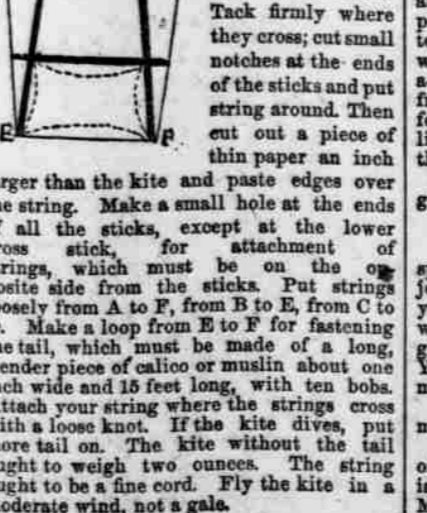 Tack firmly where
they cross; cut small
notches at the ends
of the sticks and put
string around. Then
cut out a piece of
thin paper an inch
E F
rger than the kite and paste edges over
e string. Make a small hole at the ends
f all the sticks, except at the lower
ross stick, for attachment of
rings, which must be on the op
posite side from the sticks. Put strings
oosely from A to F, from B to E, from C to
. Make a loop from E to F for fastening
he tail, which must be made of a long,
ender piece of calico or muslin about one
ch wide and 15 feet long, with ten bobs.
ttach your string where the strings cross
ith a loose knot. If the kite dives, put
ore tail on. The kite without the tail
ught to weigh two ounces. The string
ught to be a fine cord. Fly the kite in a
oderate wind, not a gale.